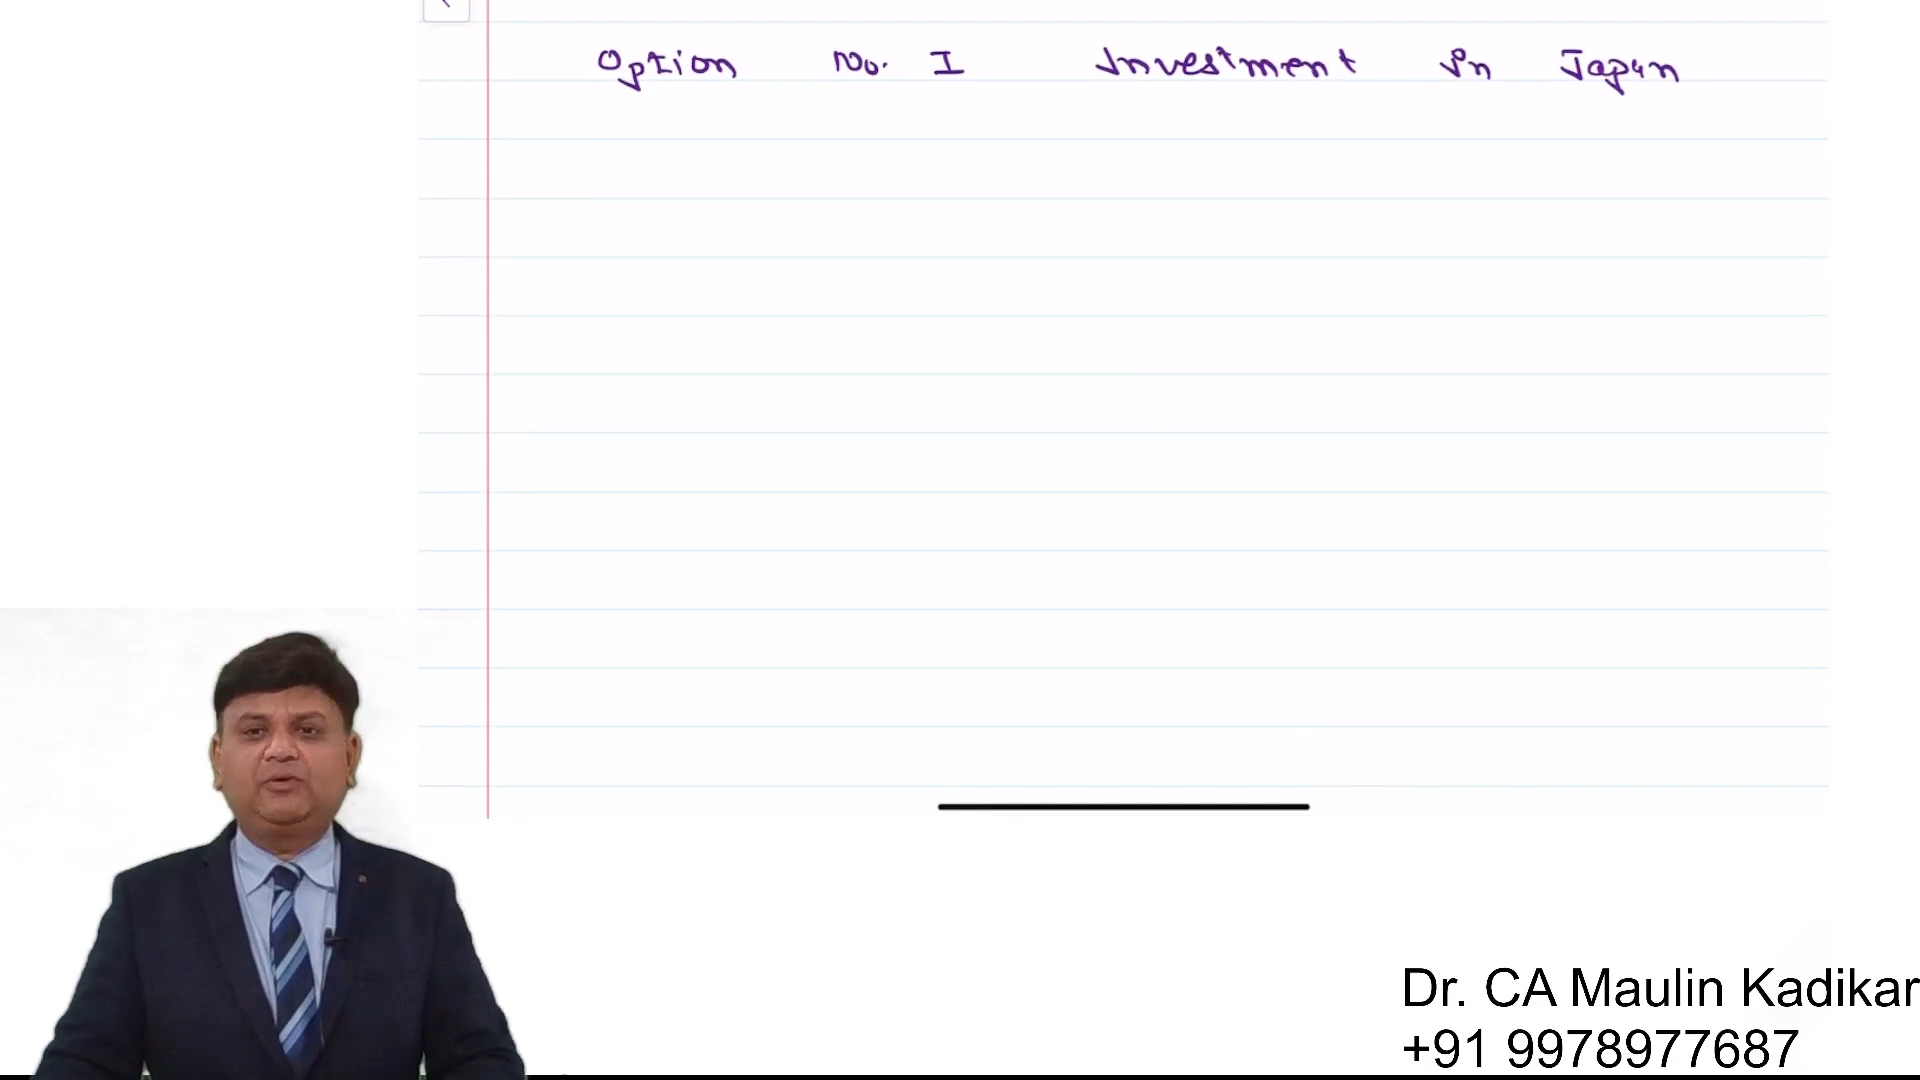 Option No. I Investment In Japan
Dr. CA Maulin Kadikar
+91 9978977687